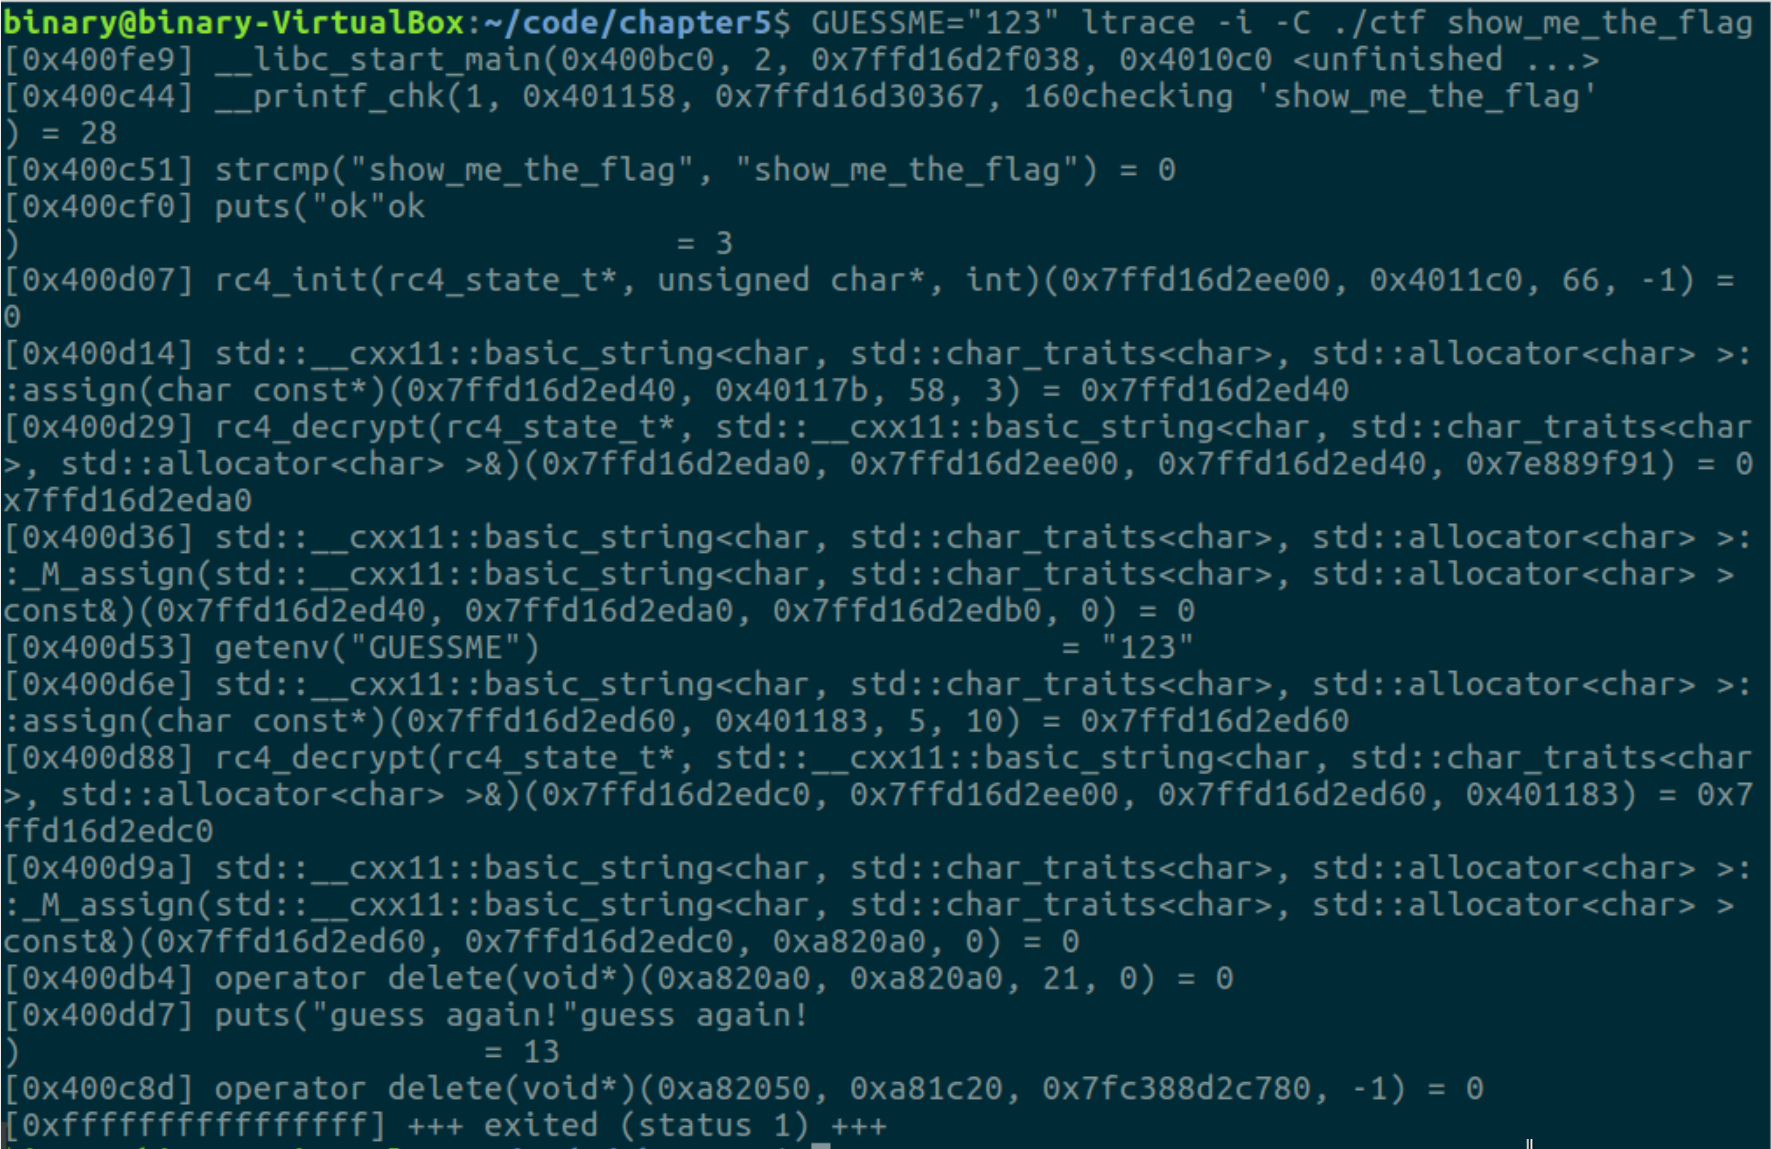 binary@binary-VirtualBox:~/code/chapter5$ GUESSME="123" ltrace -i -C ./ctf show_me_the_flag
[0x400fe9] __libc_start_main(0x400bc0, 2, 0x7ffd16d2f038, 0x4010c0 <unfinished ...>
[0x400c44] __printf_chk(1, 0x401158, 0x7ffd16d30367, 160checking 'show_me_the_flag'
) = 28
[0x400c51] strcmp("show_me_the_flag", "show_me_the_flag") = 0
[0x400cf0] puts("ok"ok
)                                  = 3
[0x400d07] rc4_init(rc4_state_t*, unsigned char*, int)(0x7ffd16d2ee00, 0x4011c0, 66, -1) =
0
[0x400d14] std::__cxx11::basic_string<char, std::char_traits<char>, std::allocator<char> >:
:assign(char const*)(0x7ffd16d2ed40, 0x40117b, 58, 3) = 0x7ffd16d2ed40
[0x400d29] rc4_decrypt(rc4_state_t*, std::__cxx11::basic_string<char, std::char_traits<char
>, std::allocator<char> >&)(0x7ffd16d2eda0, 0x7ffd16d2ee00, 0x7ffd16d2ed40, 0x7e889f91) = 0
x7ffd16d2eda0
[0x400d36] std::__cxx11::basic_string<char, std::char_traits<char>, std::allocator<char> >:
:_M_assign(std::__cxx11::basic_string<char, std::char_traits<char>, std::allocator<char> >
const&)(0x7ffd16d2ed40, 0x7ffd16d2eda0, 0x7ffd16d2edb0, 0) = 0
[0x400d53] getenv("GUESSME")                           = "123"
[0x400d6e] std::__cxx11::basic_string<char, std::char_traits<char>, std::allocator<char> >:
:assign(char const*)(0x7ffd16d2ed60, 0x401183, 5, 10) = 0x7ffd16d2ed60
[0x400d88] rc4_decrypt(rc4_state_t*, std::__cxx11::basic_string<char, std::char_traits<char
>, std::allocator<char> >&)(0x7ffd16d2edc0, 0x7ffd16d2ee00, 0x7ffd16d2ed60, 0x401183) = 0x7
ffd16d2edc0
[0x400d9a] std::__cxx11::basic_string<char, std::char_traits<char>, std::allocator<char> >:
:_M_assign(std::__cxx11::basic_string<char, std::char_traits<char>, std::allocator<char> >
const&)(0x7ffd16d2ed60, 0x7ffd16d2edc0, 0xa820a0, 0) = 0
[0x400db4] operator delete(void*)(0xa820a0, 0xa820a0, 21, 0) = 0
[0x400dd7] puts("guess again!"guess again!
)                        = 13
[0x400c8d] operator delete(void*)(0xa82050, 0xa81c20, 0x7fc388d2c780, -1) = 0
[0xffffffffffffffff] +++ exited (status 1) +++